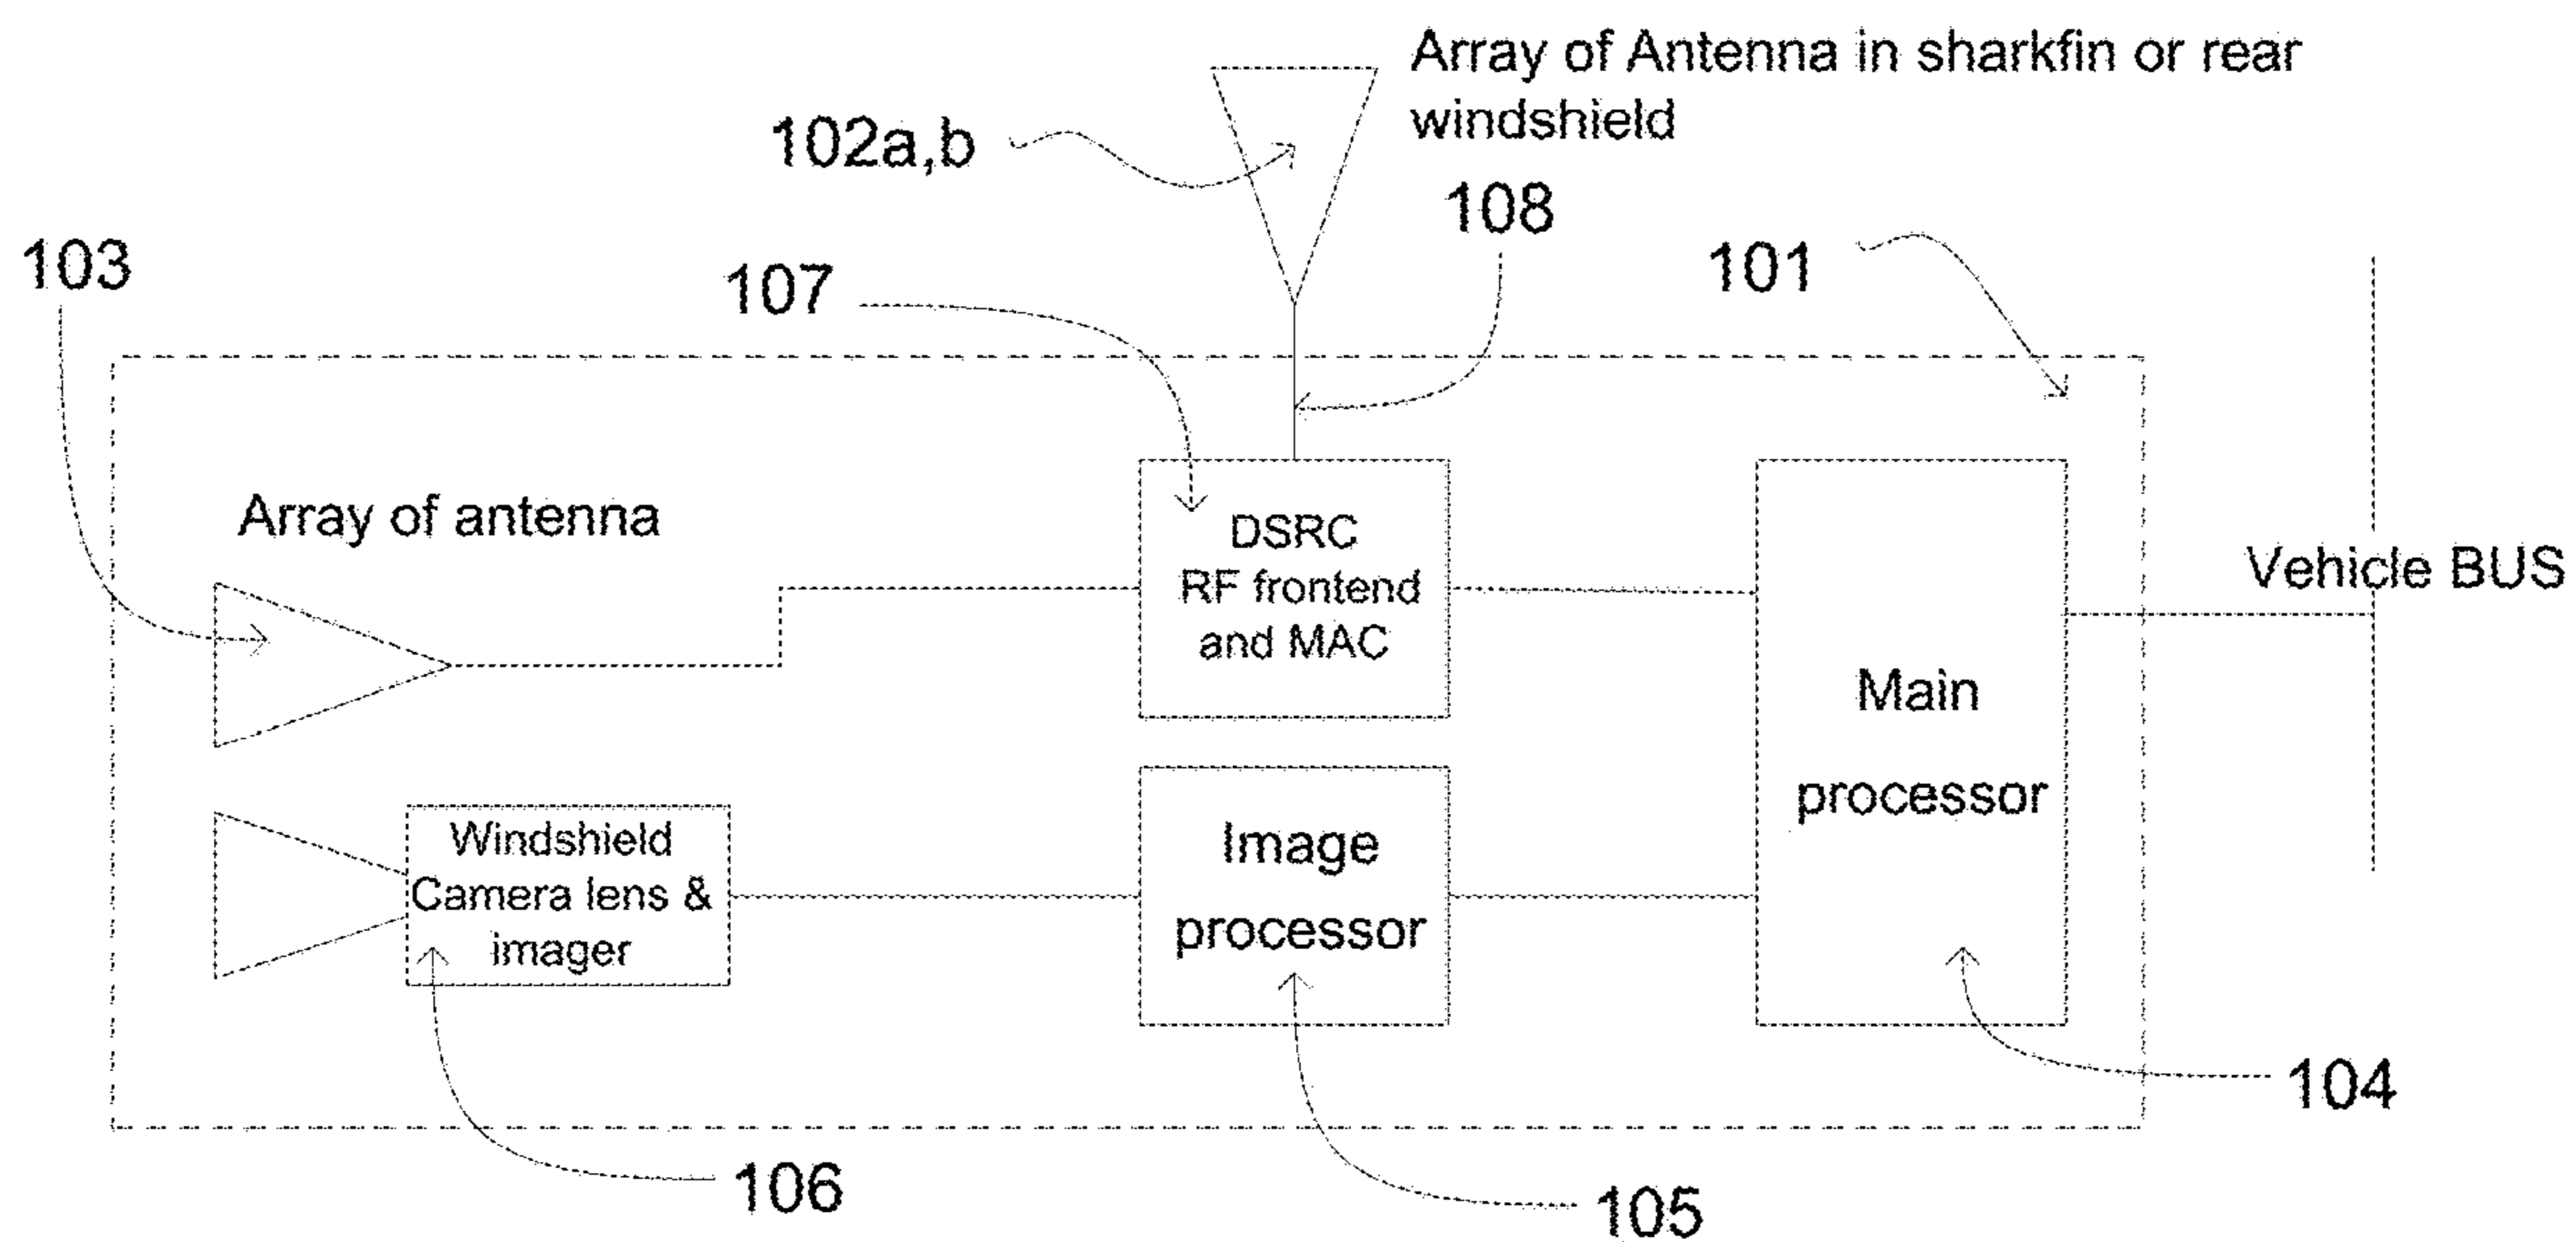 Array of Antenna in sharkfin or rear
windshield
102a,b
108
103
107
101
Array of antenna
DSRC
RF frontend
and MAC
Vehicle BUS
Main
processor
Windshield
Camera lens &
imager
Image
processor
104
106
105